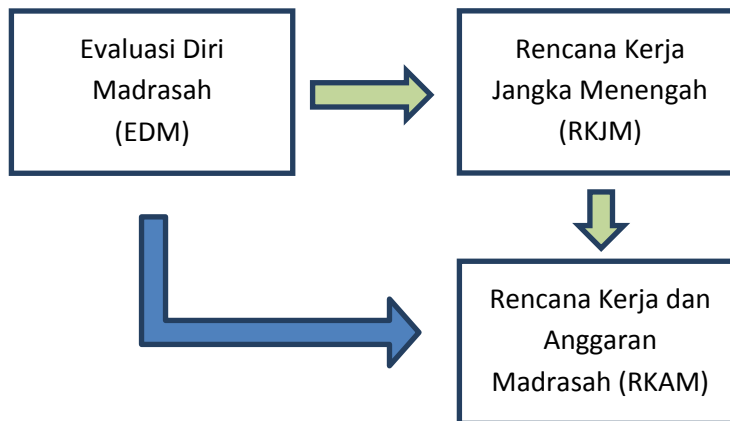 Evaluasi Diri
Madrasah
(EDM)
Rencana Kerja
Jangka Menengah
(RKJM)
Rencana Kerja dan
Anggaran
Madrasah (RKAM)